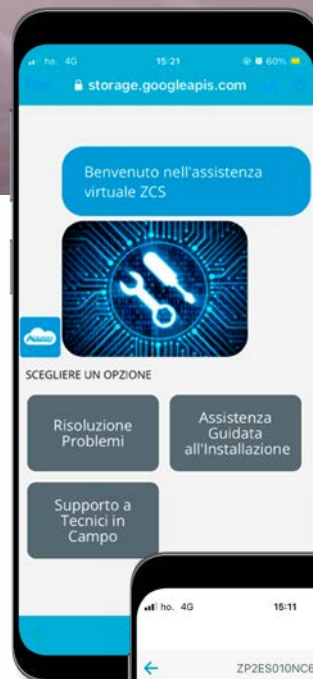 ho. 4G 15:21 60%
storage.googleapis.com
Benvenuto nell'assistenza
virtuale ZCS
SCEGLIERE UN OPZIONE
Risoluzione
Problemi
Assistenza
Guidata
all'Installazione
Supporto a
Tecnici in
Campo
ho. 4G 15:11
ZP2ES010NC6